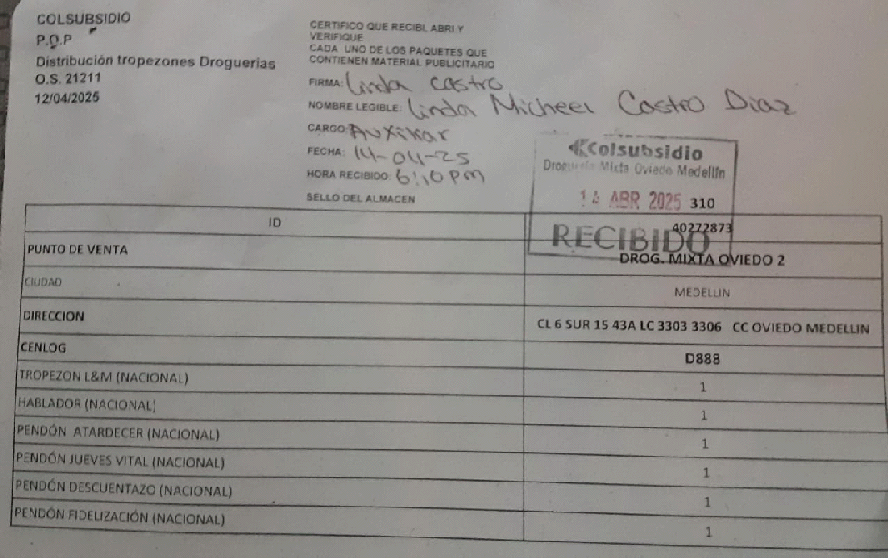 COLSUBSIDIO
P.O.P
Distribución tropezones Droguerias
O.S. 21211
12/04/2025
CERTIFICO QUE RECIBI, ABRI Y
VERIFIQUE
CADA UNO DE LOS PAQUETES QUE
CONTIENEN MATERIAL PUBLICITARIO
FIRMA: Linda Castro
NOMBRE LEGIBLE: Linda Micheel Castro Diaz
CARGO: Auxiliar
FECHA: 14-04-25
HORA RECIBIDO: 6:10 pm
SELLO DEL ALMACEN
Colsubsidio
Droguería Mixta Oviedo Medellín
14 ABR 2025
RECIBIDO
310
ID 40272873
PUNTO DE VENTA DROG. MIXTA OVIEDO 2
CIUDAD MEDELLIN
DIRECCION CL 6 SUR 15 43A LC 3303 3306 CC OVIEDO MEDELLIN
CENLOG D888
TROPEZON L&M (NACIONAL) 1
HABLADOR (NACIONAL) 1
PENDÓN ATARDECER (NACIONAL) 1
PENDÓN JUEVES VITAL (NACIONAL) 1
PENDÓN DESCUENTAZO (NACIONAL) 1
PENDÓN FIDELIZACIÓN (NACIONAL) 1